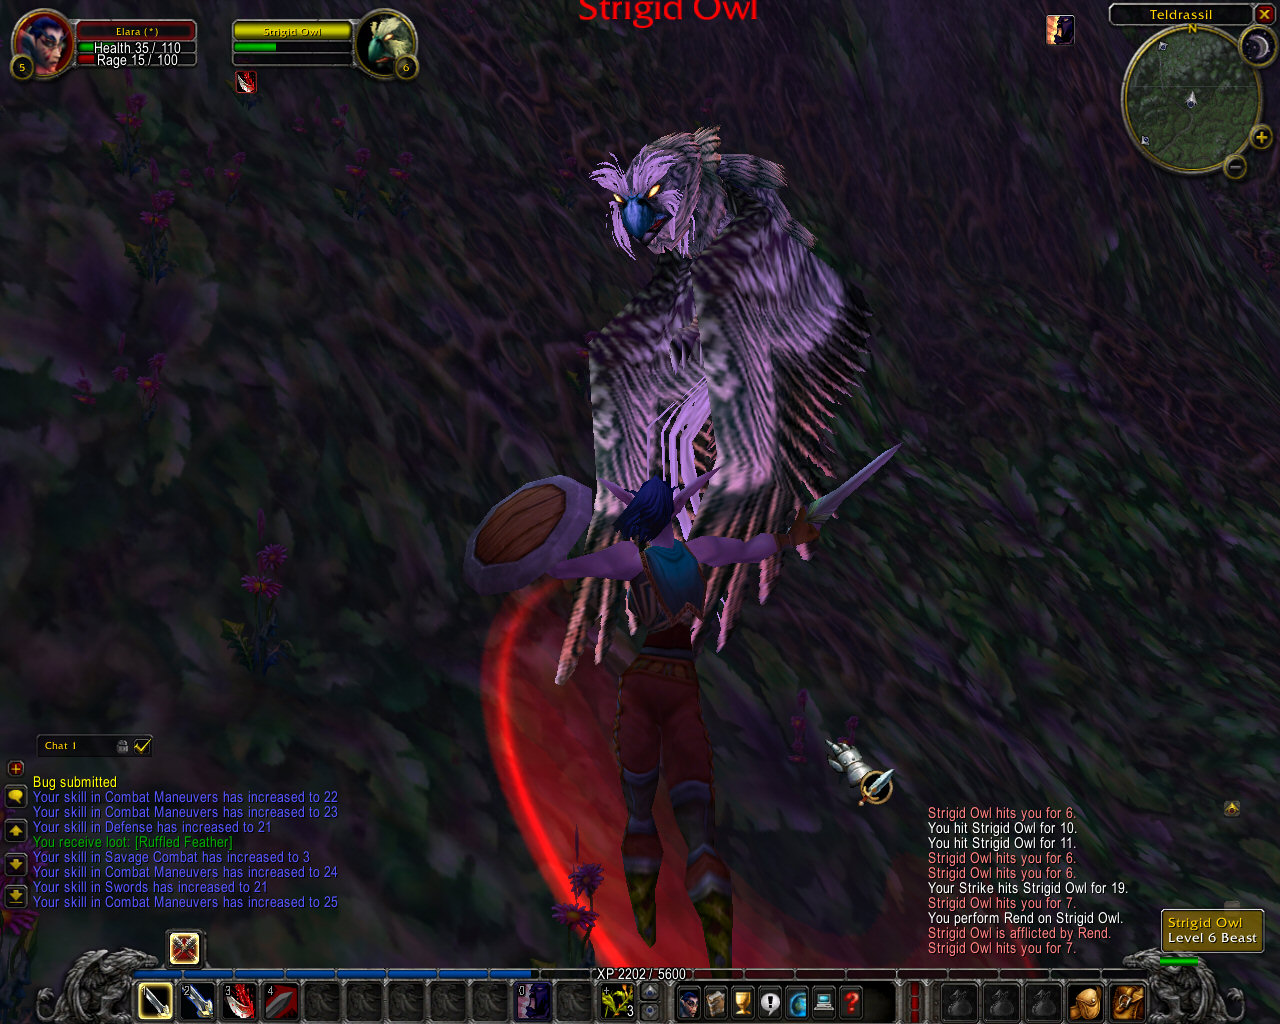 Strigid Owl
Elara (*)
Health 35 / 110
Rage 15 / 100
5
Strigid Owl
6
Teldrassil
N
Chat 1
Bug submitted
Your skill in Combat Maneuvers has increased to 22
Your skill in Combat Maneuvers has increased to 23
Your skill in Defense has increased to 21
You receive loot: [Ruffled Feather]
Your skill in Savage Combat has increased to 3
Your skill in Combat Maneuvers has increased to 24
Your skill in Swords has increased to 21
Your skill in Combat Maneuvers has increased to 25
Strigid Owl hits you for 6.
You hit Strigid Owl for 10.
You hit Strigid Owl for 11.
Strigid Owl hits you for 6.
Strigid Owl hits you for 6.
Your Strike hits Strigid Owl for 19.
Strigid Owl hits you for 7.
You perform Rend on Strigid Owl.
Strigid Owl is afflicted by Rend.
Strigid Owl hits you for 7.
Strigid Owl
Level 6 Beast
XP 2202 / 5600
2
3
4
0
+
3